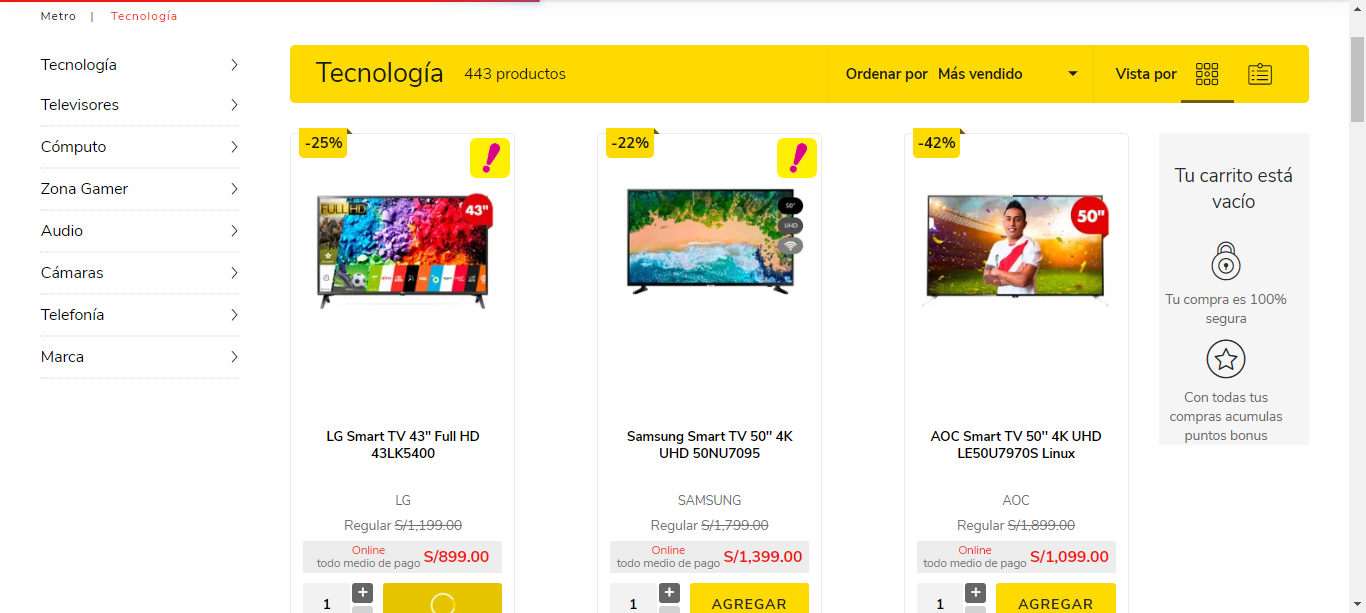 Metro | Tecnología
Tecnología
Televisores
Cómputo
Zona Gamer
Audio
Cámaras
Telefonía
Marca
Tecnología 443 productos
Ordenar por Más vendido
Vista por
-25%
FULL HD
43"
LG Smart TV 43" Full HD
43LK5400
LG
Regular S/1,199.00
Online
todo medio de pago S/899.00
1 +
-22%
50"
UHD
Samsung Smart TV 50" 4K
UHD 50NU7095
SAMSUNG
Regular S/1,799.00
Online
todo medio de pago S/1,399.00
1 +
AGREGAR
-42%
50"
AOC Smart TV 50" 4K UHD
LE50U7970S Linux
AOC
Regular S/1,899.00
Online
todo medio de pago S/1,099.00
1 +
AGREGAR
Tu carrito está
vacío
Tu compra es 100%
segura
Con todas tus
compras acumulas
puntos bonus